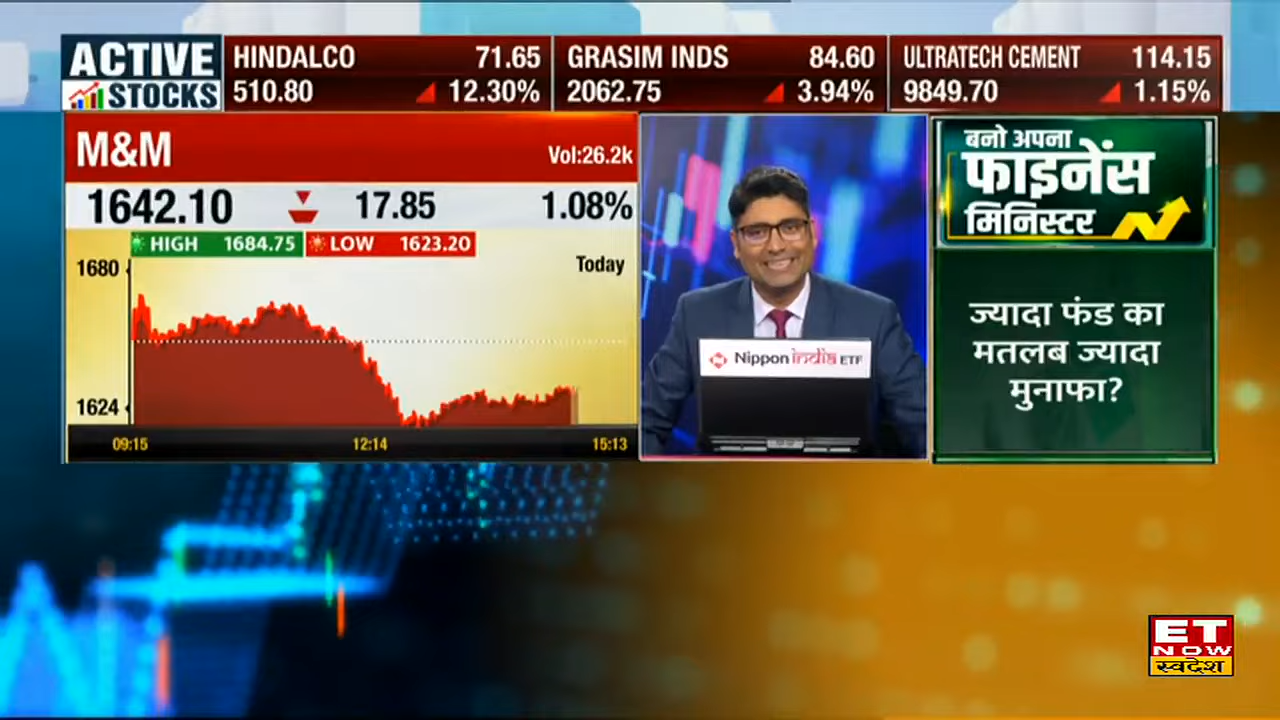 ACTIVE
STOCKS
HINDALCO 71.65
510.80 12.30%
GRASIM INDS 84.60
2062.75 3.94%
ULTRATECH CEMENT 114.15
9849.70 1.15%
M&M Vol:26.2k
1642.10 17.85 1.08%
HIGH 1684.75 LOW 1623.20
Today
1680
1624
09:15 12:14 15:13
Nippon india ETF
बनो अपना
फाइनेंस
मिनिस्टर
ज्यादा फंड का
मतलब ज्यादा
मुनाफा?
ET
NOW
स्वदेश